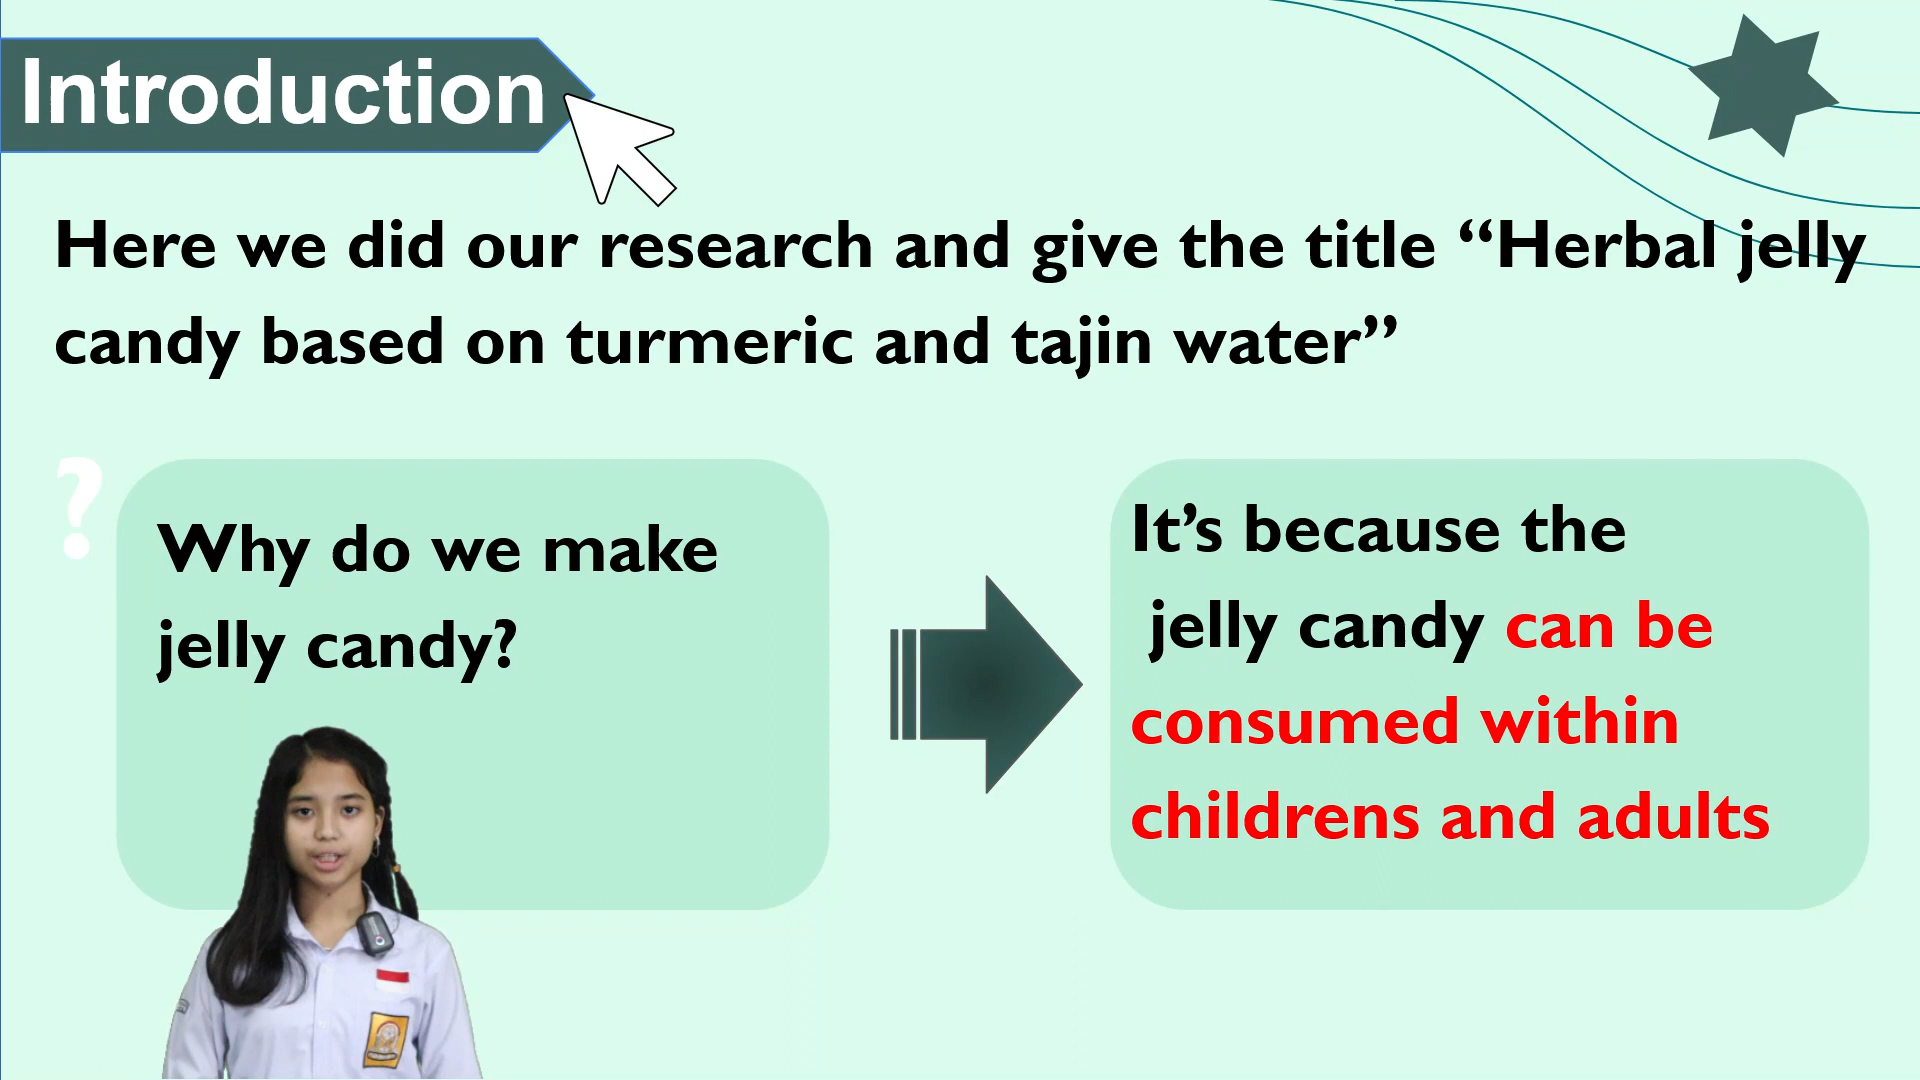 Introduction
Here we did our research and give the title “Herbal jelly
candy based on turmeric and tajin water”
?
Why do we make
jelly candy?
It’s because the
jelly candy can be
consumed within
childrens and adults